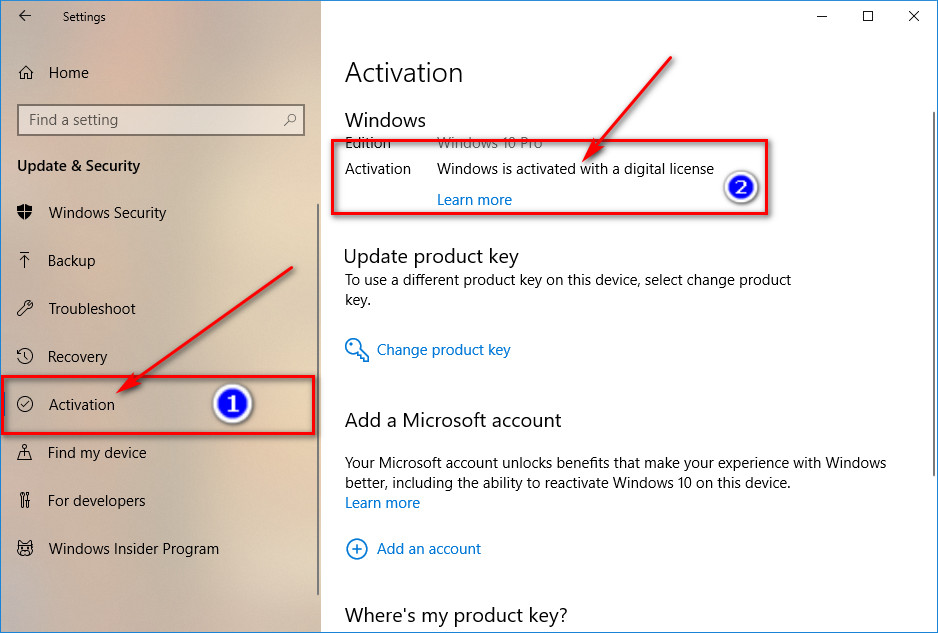 Settings
Home
Find a setting
Update & Security
Windows Security
Backup
Troubleshoot
Recovery
Activation
1
Find my device
For developers
Windows Insider Program
Activation
Windows
Edition Windows 10 Pro
Activation Windows is activated with a digital license
2
Learn more
Update product key
To use a different product key on this device, select change product
key.
Change product key
Add a Microsoft account
Your Microsoft account unlocks benefits that make your experience with Windows
better, including the ability to reactivate Windows 10 on this device.
Learn more
Add an account
Where's my product key?